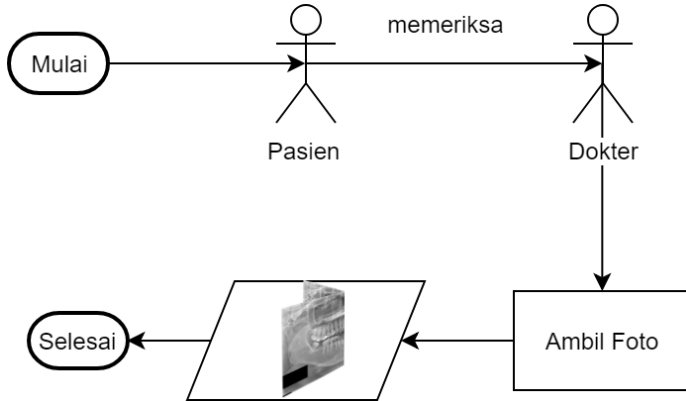 memeriksa
Mulai
Pasien
Dokter
Selesai
Ambil Foto